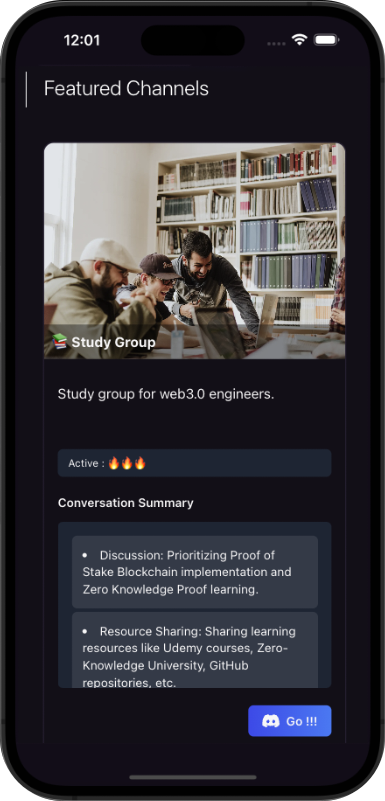 12:01
Featured Channels
📚 Study Group
Study group for web3.0 engineers.
Active : 🔥🔥🔥
Conversation Summary
• Discussion: Prioritizing Proof of
Stake Blockchain implementation and
Zero Knowledge Proof learning.
• Resource Sharing: Sharing learning
resources like Udemy courses, Zero-
Knowledge University, GitHub
repositories, etc.
Go !!!